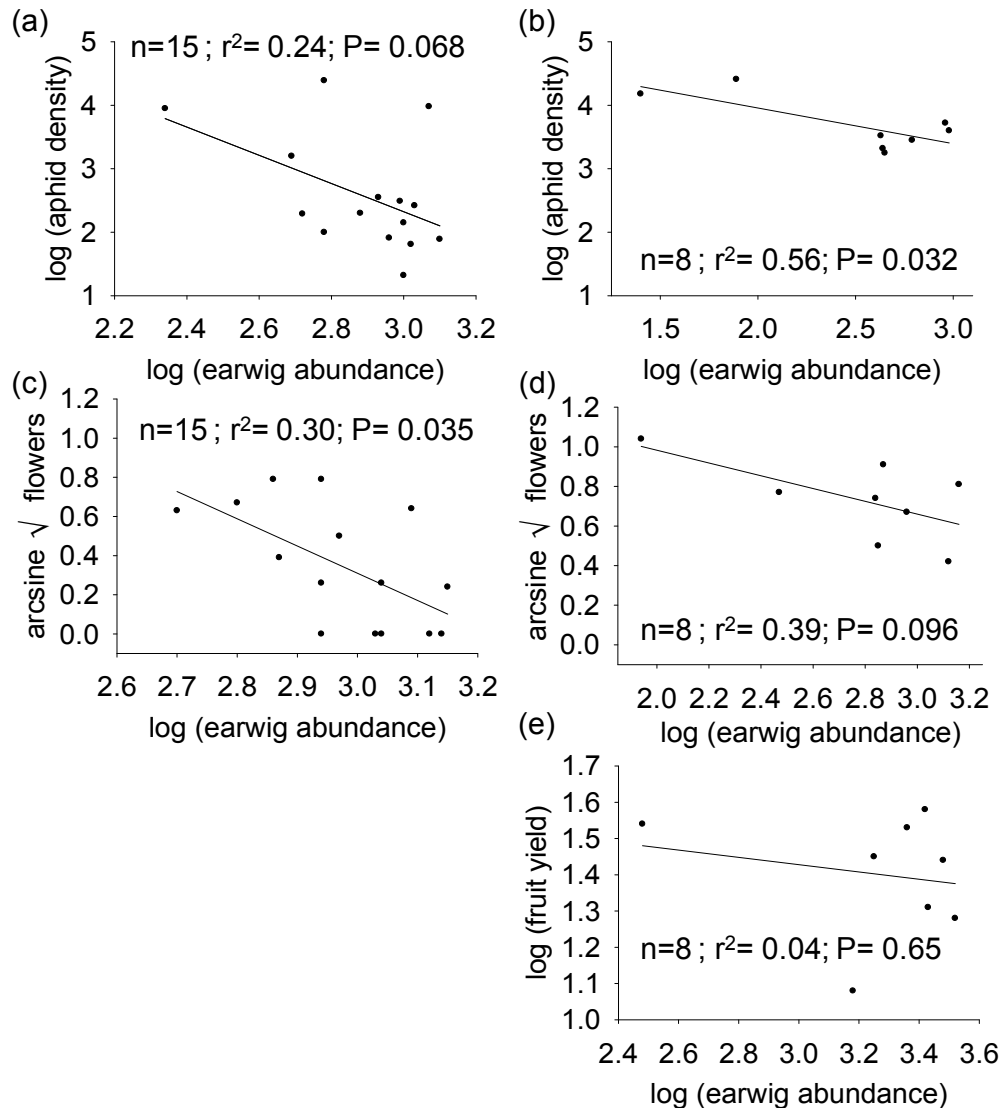 (a)
n=15 ; r²= 0.24; P= 0.068
log (aphid density)
5
4
3
2
1
2.2 2.4 2.6 2.8 3.0 3.2
log (earwig abundance)
(b)
log (aphid density)
5
4
3
2
1
n=8 ; r²= 0.56; P= 0.032
1.5 2.0 2.5 3.0
log (earwig abundance)
(c)
n=15 ; r²= 0.30; P= 0.035
arcsine √ flowers
1.2
1.0
0.8
0.6
0.4
0.2
0.0
2.6 2.7 2.8 2.9 3.0 3.1 3.2
log (earwig abundance)
(d)
arcsine √ flowers
1.2
1.0
0.8
0.6
0.4
0.2
0.0
n=8 ; r²= 0.39; P= 0.096
2.0 2.2 2.4 2.6 2.8 3.0 3.2
log (earwig abundance)
(e)
log (fruit yield)
1.7
1.6
1.5
1.4
1.3
1.2
1.1
1.0
n=8 ; r²= 0.04; P= 0.65
2.4 2.6 2.8 3.0 3.2 3.4 3.6
log (earwig abundance)